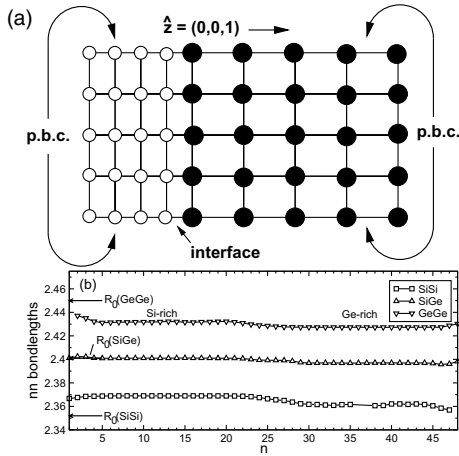 (a)
ẑ = (0,0,1)
p.b.c.
p.b.c.
interface
(b)
SiSi
SiGe
GeGe
R0(GeGe)
Si-rich
Ge-rich
R0(SiGe)
R0(SiSi)
nn bondlengths
2.46
2.44
2.42
2.4
2.38
2.36
2.34
5 10 15 20 25 30 35 40 45
n